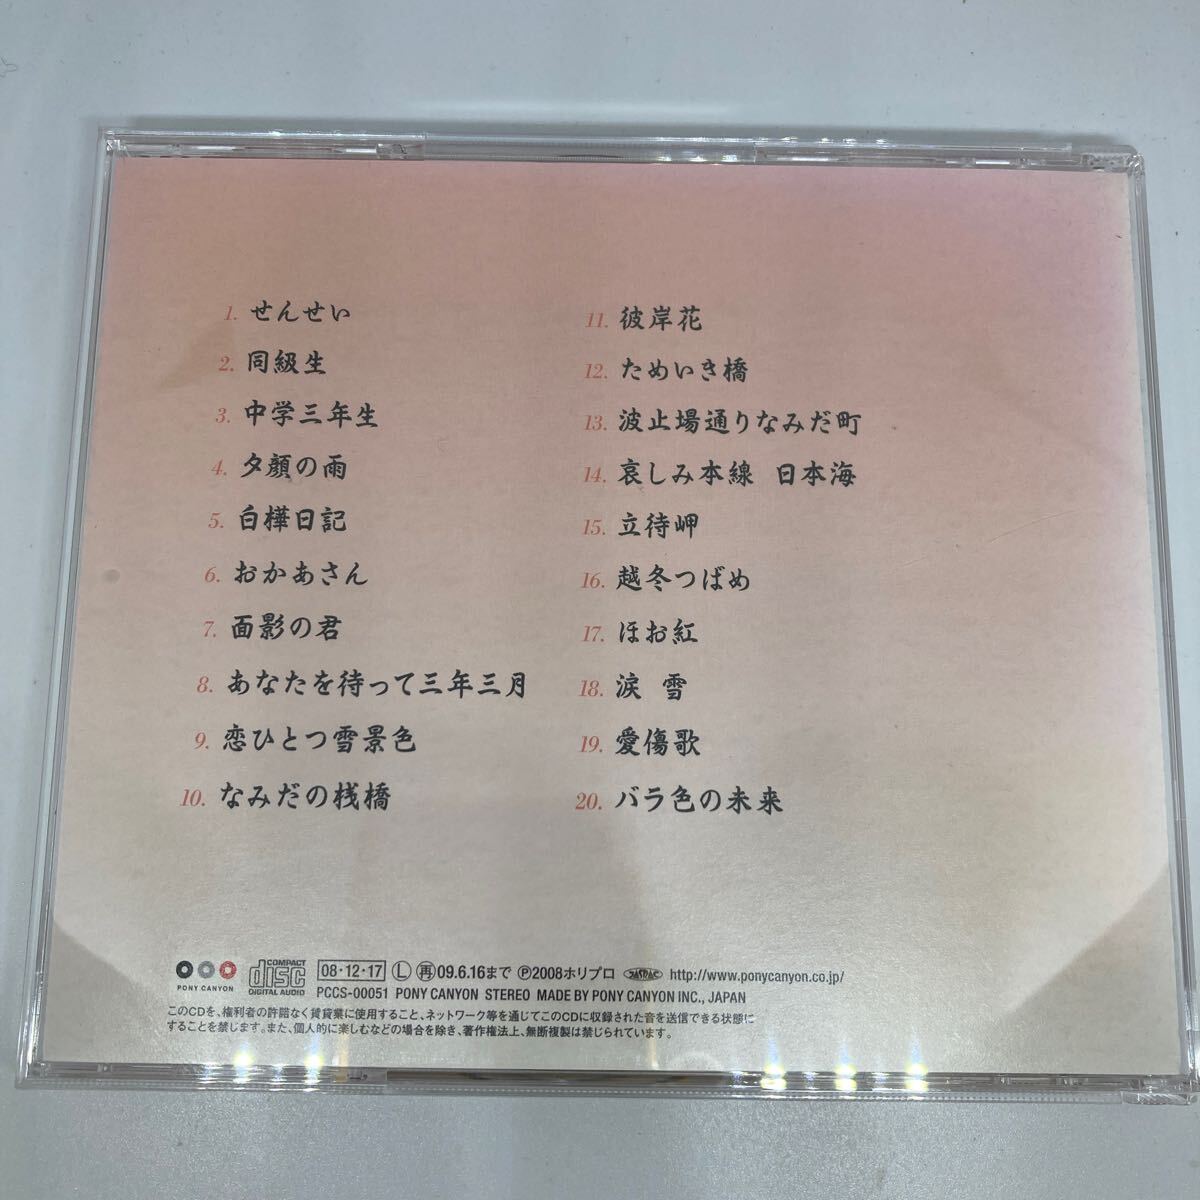 1. せんせい
2. 同級生
3. 中学三年生
4. 夕顔の雨
5. 白樺日記
6. おかあさん
7. 面影の君
8. あなたを待って三年三月
9. 恋ひとつ雪景色
10. なみだの桟橋
11. 彼岸花
12. ためいき橋
13. 波止場通りなみだ町
14. 哀しみ本線 日本海
15. 立待岬
16. 越冬つばめ
17. ほお紅
18. 涙 雪
19. 愛傷歌
20. バラ色の未来
PONY CANYON
COMPACT disc DIGITAL AUDIO
08・12・17 Ⓛ ㊢09.6.16まで Ⓟ2008ホリプロ JASRAC http://www.ponycanyon.co.jp/
PCCS-00051 PONY CANYON STEREO MADE BY PONY CANYON INC., JAPAN
このCDを、権利者の許諾なく賃貸業に使用すること、ネットワーク等を通じてこのCDに収録された音を送信できる状態に
することを禁じます。また、個人的に楽しむなどの場合を除き、著作権法上、無断複製は禁じられています。